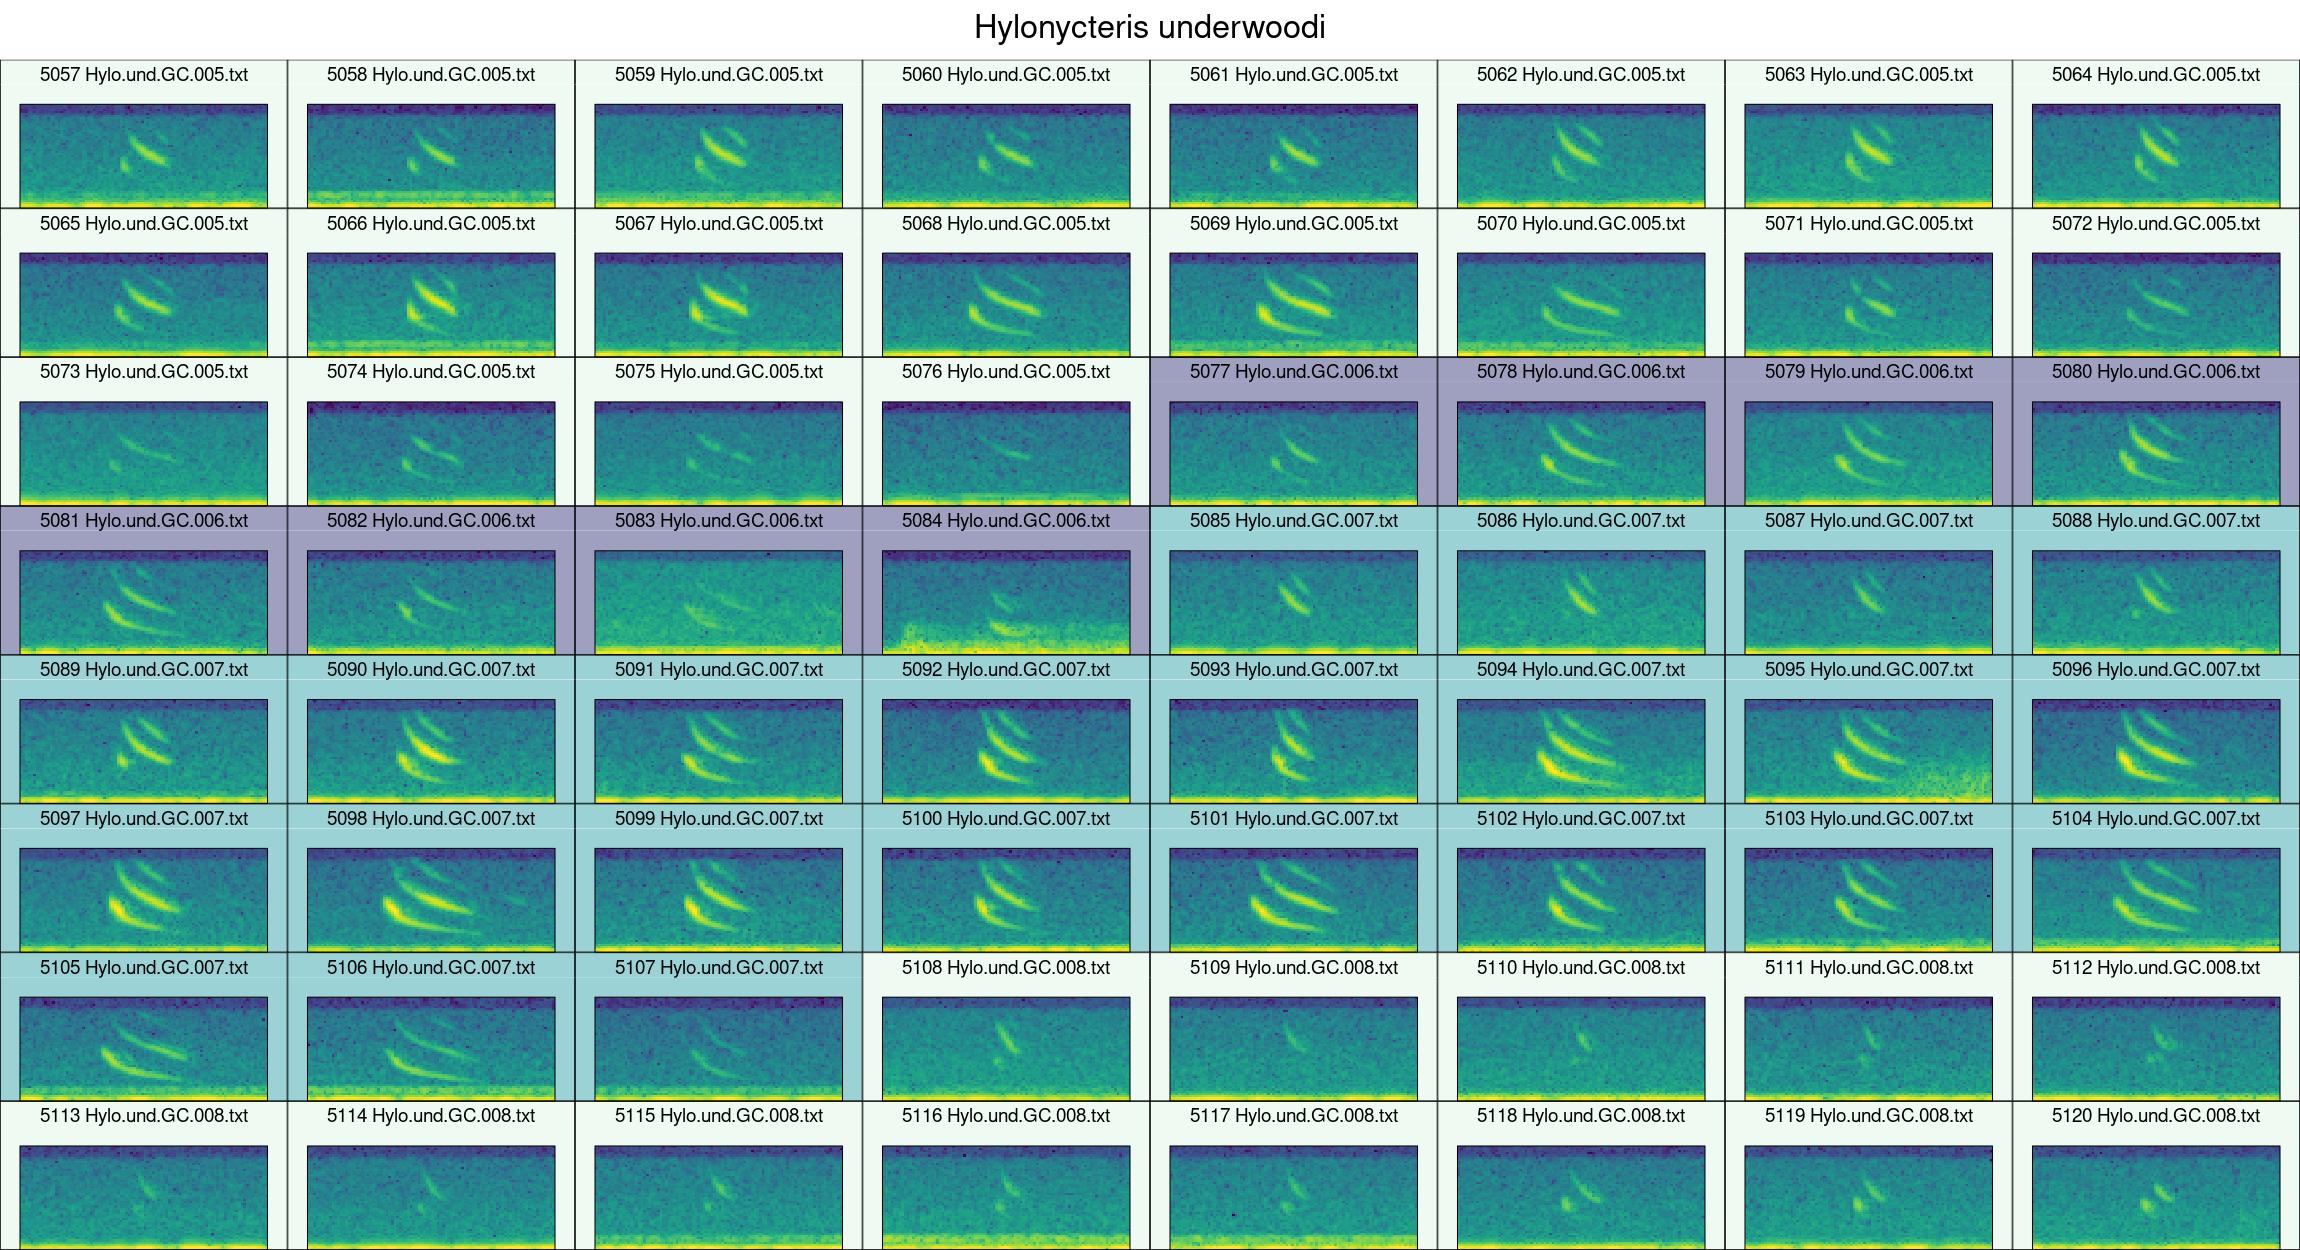 Hylonycteris underwoodi
5057 Hylo.und.GC.005.txt 5058 Hylo.und.GC.005.txt 5059 Hylo.und.GC.005.txt 5060 Hylo.und.GC.005.txt 5061 Hylo.und.GC.005.txt 5062 Hylo.und.GC.005.txt 5063 Hylo.und.GC.005.txt 5064 Hylo.und.GC.005.txt
5065 Hylo.und.GC.005.txt 5066 Hylo.und.GC.005.txt 5067 Hylo.und.GC.005.txt 5068 Hylo.und.GC.005.txt 5069 Hylo.und.GC.005.txt 5070 Hylo.und.GC.005.txt 5071 Hylo.und.GC.005.txt 5072 Hylo.und.GC.005.txt
5073 Hylo.und.GC.005.txt 5074 Hylo.und.GC.005.txt 5075 Hylo.und.GC.005.txt 5076 Hylo.und.GC.005.txt 5077 Hylo.und.GC.006.txt 5078 Hylo.und.GC.006.txt 5079 Hylo.und.GC.006.txt 5080 Hylo.und.GC.006.txt
5081 Hylo.und.GC.006.txt 5082 Hylo.und.GC.006.txt 5083 Hylo.und.GC.006.txt 5084 Hylo.und.GC.006.txt 5085 Hylo.und.GC.007.txt 5086 Hylo.und.GC.007.txt 5087 Hylo.und.GC.007.txt 5088 Hylo.und.GC.007.txt
5089 Hylo.und.GC.007.txt 5090 Hylo.und.GC.007.txt 5091 Hylo.und.GC.007.txt 5092 Hylo.und.GC.007.txt 5093 Hylo.und.GC.007.txt 5094 Hylo.und.GC.007.txt 5095 Hylo.und.GC.007.txt 5096 Hylo.und.GC.007.txt
5097 Hylo.und.GC.007.txt 5098 Hylo.und.GC.007.txt 5099 Hylo.und.GC.007.txt 5100 Hylo.und.GC.007.txt 5101 Hylo.und.GC.007.txt 5102 Hylo.und.GC.007.txt 5103 Hylo.und.GC.007.txt 5104 Hylo.und.GC.007.txt
5105 Hylo.und.GC.007.txt 5106 Hylo.und.GC.007.txt 5107 Hylo.und.GC.007.txt 5108 Hylo.und.GC.008.txt 5109 Hylo.und.GC.008.txt 5110 Hylo.und.GC.008.txt 5111 Hylo.und.GC.008.txt 5112 Hylo.und.GC.008.txt
5113 Hylo.und.GC.008.txt 5114 Hylo.und.GC.008.txt 5115 Hylo.und.GC.008.txt 5116 Hylo.und.GC.008.txt 5117 Hylo.und.GC.008.txt 5118 Hylo.und.GC.008.txt 5119 Hylo.und.GC.008.txt 5120 Hylo.und.GC.008.txt